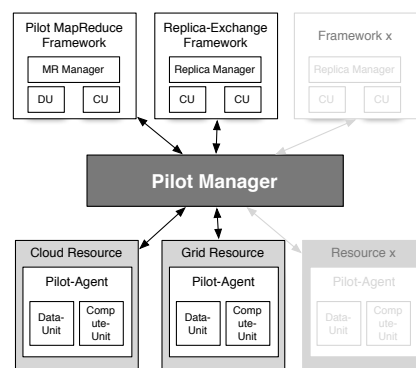 Pilot MapReduce
Framework
MR Manager
DU
CU
Replica-Exchange
Framework
Replica Manager
CU
CU
Framework x
Replica Manager
CU
CU
Pilot Manager
Cloud Resource
Pilot-Agent
Data-
Unit
Comp
ute-
Unit
Grid Resource
Pilot-Agent
Data-
Unit
Comp
ute-
Unit
Resource x
Pilot-Agent
Data-
Unit
Comp
ute-
Unit